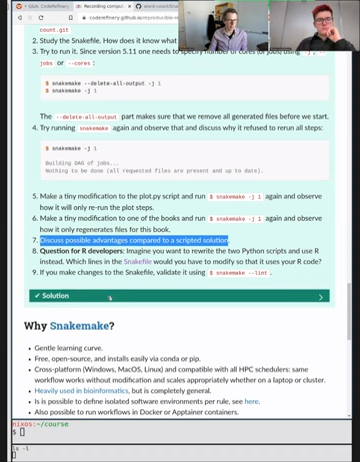 Q&A: CodeRefinery
Recording comput
coderefinery.github.io/reproducible-
count.git
2. Study the Snakefile. How does it know what
3. Try to run it. Since version 5.11 one needs to specify number of cores (or jobs) using -j, --
jobs or --cores:
$ snakemake --delete-all-output -j 1
$ snakemake -j 1
The --delete-all-output part makes sure that we remove all generated files before we start.
4. Try running snakemake again and observe that and discuss why it refused to rerun all steps:
$ snakemake -j 1
Building DAG of jobs...
Nothing to be done (all requested files are present and up to date).
5. Make a tiny modification to the plot.py script and run $ snakemake -j 1 again and observe
how it will only re-run the plot steps.
6. Make a tiny modification to one of the books and run $ snakemake -j 1 again and observe
how it only regenerates files for this book.
7. Discuss possible advantages compared to a scripted solution.
8. Question for R developers: Imagine you want to rewrite the two Python scripts and use R
instead. Which lines in the Snakefile would you have to modify so that it uses your R code?
9. If you make changes to the Snakefile, validate it using $ snakemake --lint.
✔ Solution
Why Snakemake?
• Gentle learning curve.
• Free, open-source, and installs easily via conda or pip.
• Cross-platform (Windows, MacOS, Linux) and compatible with all HPC schedulers: same
workflow works without modification and scales appropriately whether on a laptop or cluster.
• Heavily used in bioinformatics, but is completely general.
• Is is possible to define isolated software environments per rule, see here.
• Also possible to run workflows in Docker or Apptainer containers.
nixos:~/course
$
ls -l